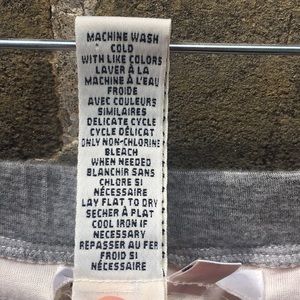 MACHINE WASH
COLD
WITH LIKE COLORS
LAVER À LA
MACHINE À L'EAU
FROIDE
AVEC COULEURS
SIMILAIRES
DELICATE CYCLE
CYCLE DÉLICAT
ONLY NON-CHLORINE
BLEACH
WHEN NEEDED
BLANCHIR SANS
CHLORE SI
NÉCESSAIRE
LAY FLAT TO DRY
SECHER À PLAT
COOL IRON IF
NECESSARY
REPASSER AU FER
FROID SI
NÉCESSAIRE